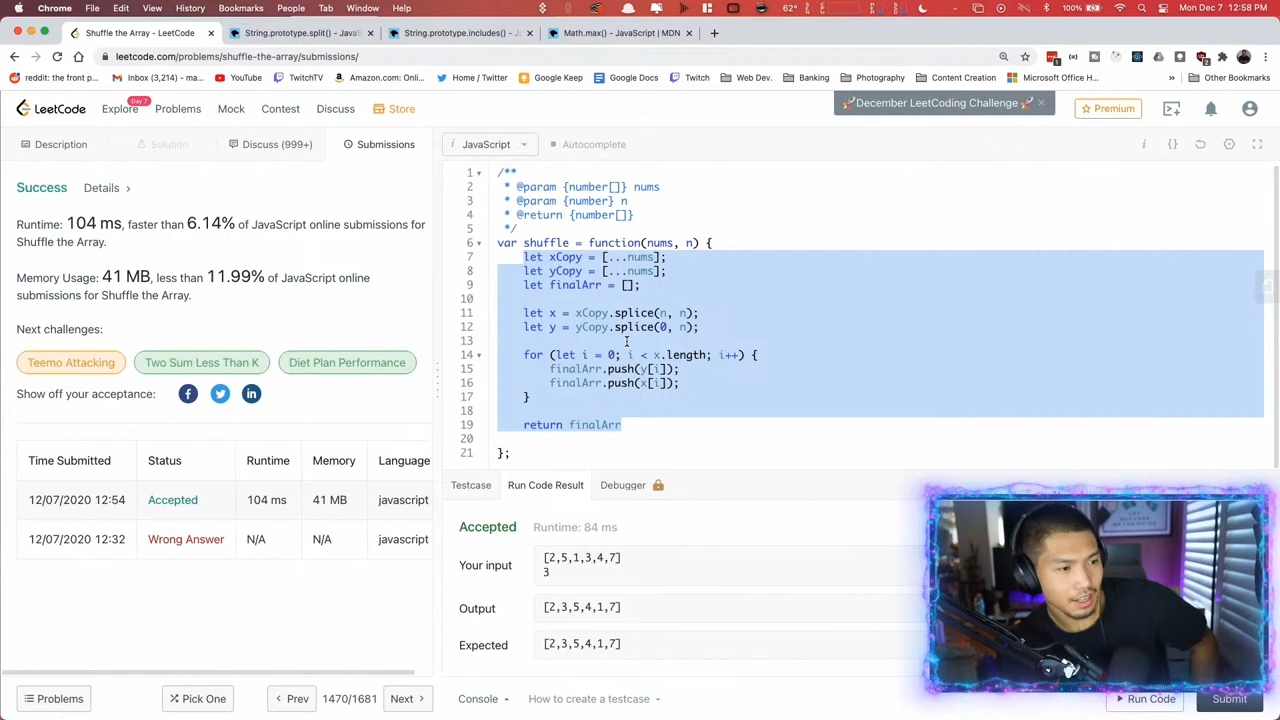 Chrome File Edit View History Bookmarks People Tab Window Help
62°
100%
Mon Dec 7 12:58 PM
Shuffle the Array - LeetCode
String.prototype.split() - JavaS
String.prototype.includes() - J
Math.max() - JavaScript | MDN
leetcode.com/problems/shuffle-the-array/submissions/
reddit: the front p...
Inbox (3,214) - ma...
YouTube
TwitchTV
Amazon.com: Onli...
Home / Twitter
Google Keep
Google Docs
Twitch
Web Dev.
Banking
Photography
Content Creation
Microsoft Office H...
»
Other Bookmarks
LeetCode
Explore
Day 7
Problems
Mock
Contest
Discuss
Store
December LeetCoding Challenge
Premium
Description
Solution
Discuss (999+)
Submissions
i JavaScript
Autocomplete
Success Details >
Runtime: 104 ms, faster than 6.14% of JavaScript online submissions for
Shuffle the Array.
Memory Usage: 41 MB, less than 11.99% of JavaScript online
submissions for Shuffle the Array.
Next challenges:
Teemo Attacking
Two Sum Less Than K
Diet Plan Performance
Show off your acceptance:
Time Submitted Status Runtime Memory Language
12/07/2020 12:54 Accepted 104 ms 41 MB javascript
12/07/2020 12:32 Wrong Answer N/A N/A javascript
1 /**
2 * @param {number[]} nums
3 * @param {number} n
4 * @return {number[]}
5 */
6 var shuffle = function(nums, n) {
7 let xCopy = [...nums];
8 let yCopy = [...nums];
9 let finalArr = [];
10
11 let x = xCopy.splice(n, n);
12 let y = yCopy.splice(0, n);
13
14 for (let i = 0; i < x.length; i++) {
15 finalArr.push(y[i]);
16 finalArr.push(x[i]);
17 }
18
19 return finalArr
20
21 };
Testcase
Run Code Result
Debugger
Accepted Runtime: 84 ms
Your input
[2,5,1,3,4,7]
3
Output
[2,3,5,4,1,7]
Expected
[2,3,5,4,1,7]
Problems
Pick One
< Prev
1470/1681
Next >
Console
How to create a testcase
Run Code
Submit